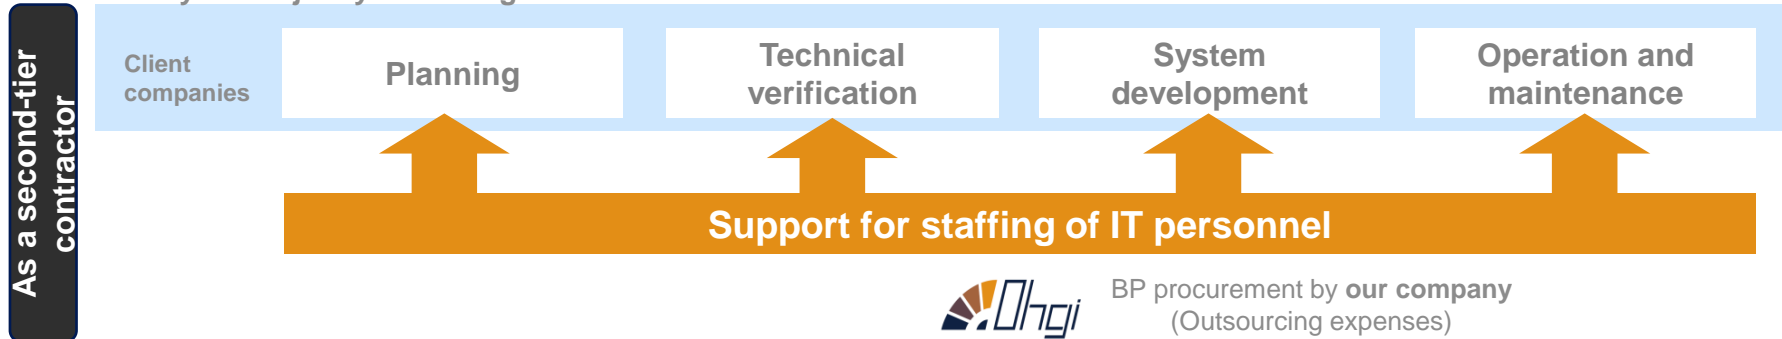 As a second-tier
contractor
Client
companies
Planning
Technical
verification
System
development
Operation and
maintenance
Support for staffing of IT personnel
Ohgi
BP procurement by our company
(Outsourcing expenses)